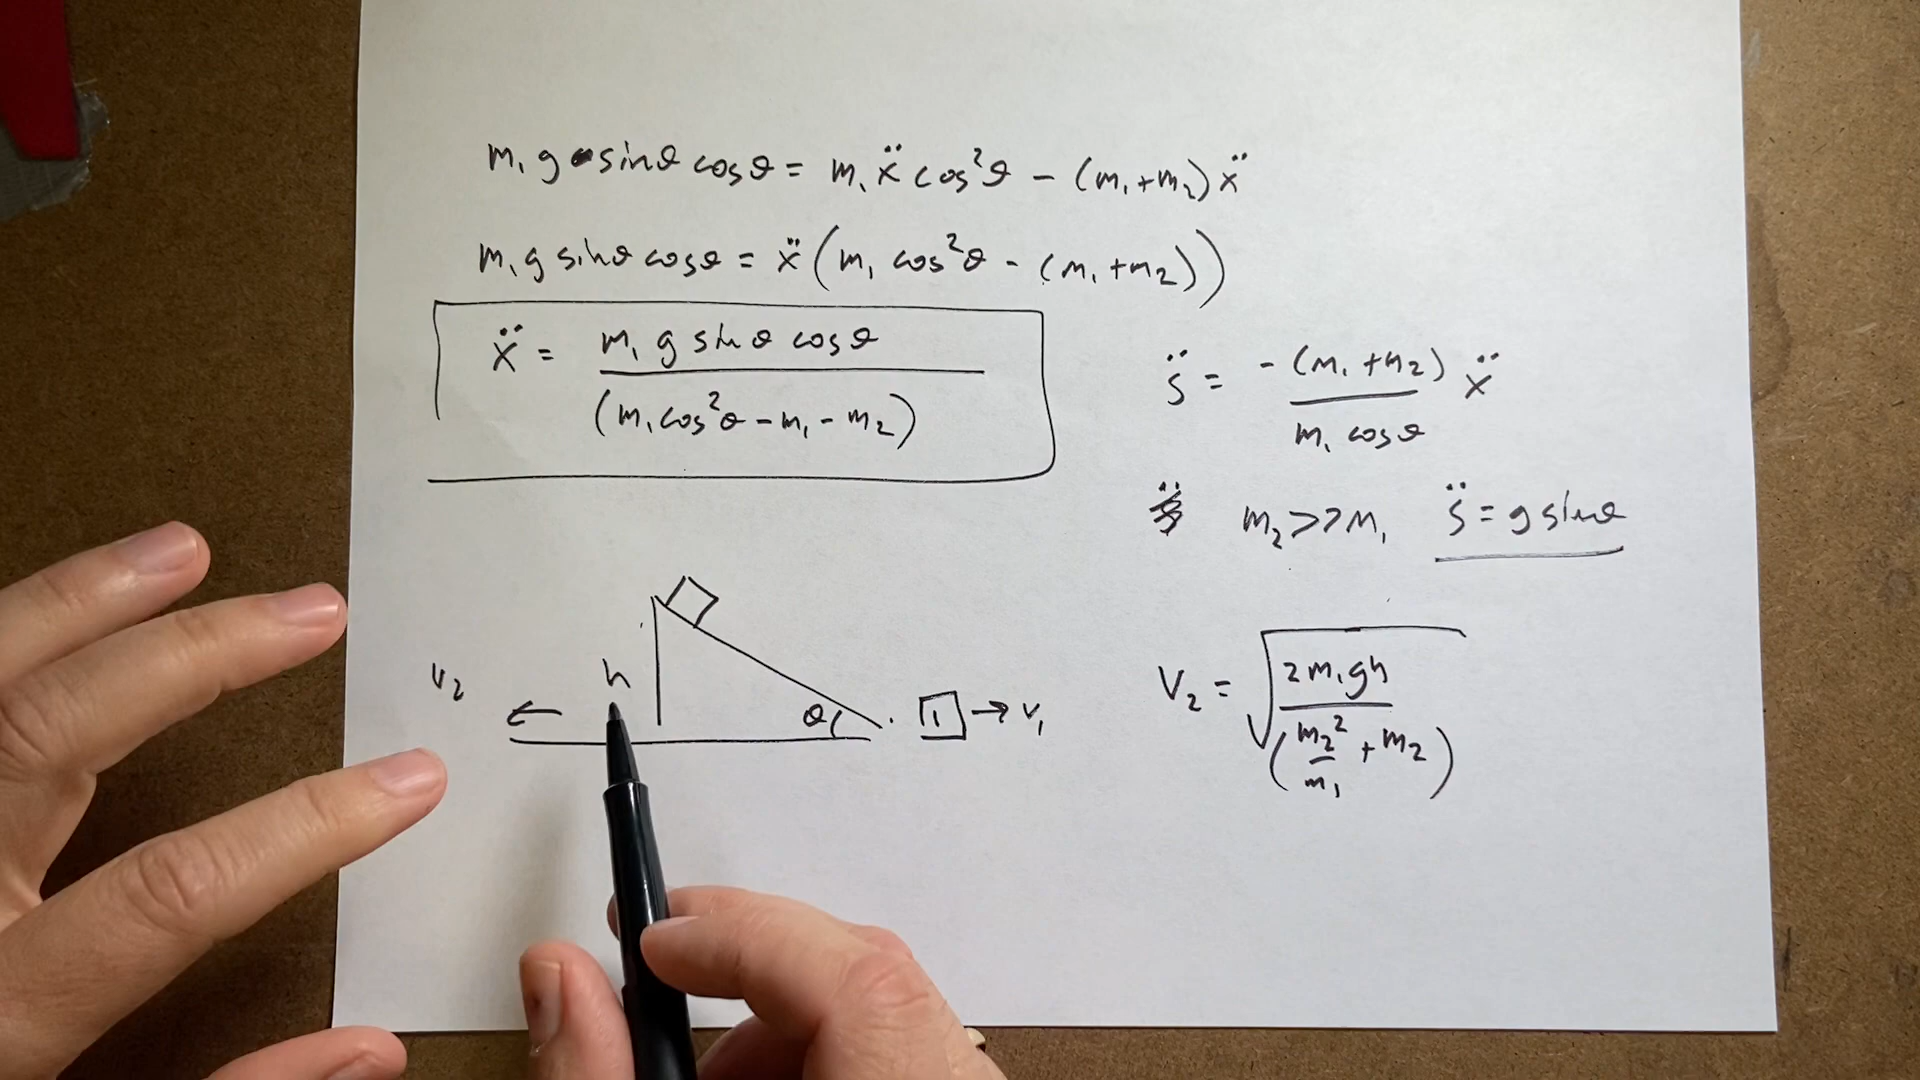 m₁ g sinθ cosθ = m₁ ẍ cos²θ − (m₁+m₂) ẍ
m₁ g sinθ cosθ = ẍ (m₁ cos²θ − (m₁+m₂))
ẍ = m₁ g sinθ cosθ / (m₁cos²θ − m₁ − m₂)
s̈ = −(m₁+m₂) / m₁ cosθ ẍ
m₂ >> m₁ s̈ = g sinθ
v₂ ← h θ 1 → v₁
v₂ = √(2m₁gh / (m₂²/m₁ + m₂))